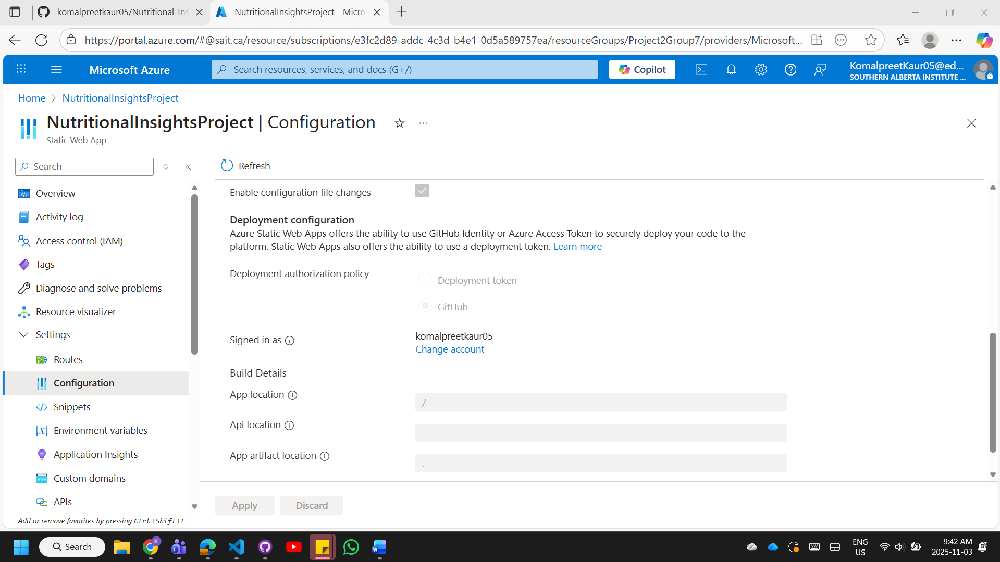 komalpreetkaur05/Nutritional_Ins
NutritionalInsightsProject - Micro
https://portal.azure.com/#@sait.ca/resource/subscriptions/e3fc2d89-addc-4c3d-b4e1-0d5a589757ea/resourceGroups/Project2Group7/providers/Microsoft...
Microsoft Azure
Search resources, services, and docs (G+/)
Copilot
KomalpreetKaur05@ed...
SOUTHERN ALBERTA INSTITUTE ...
Home > NutritionalInsightsProject
NutritionalInsightsProject | Configuration
Static Web App
Search
Refresh
Overview
Activity log
Access control (IAM)
Tags
Diagnose and solve problems
Resource visualizer
Settings
Routes
Configuration
Snippets
Environment variables
Application Insights
Custom domains
APIs
Add or remove favorites by pressing Ctrl+Shift+F
Enable configuration file changes
Deployment configuration
Azure Static Web Apps offers the ability to use GitHub Identity or Azure Access Token to securely deploy your code to the
platform. Static Web Apps also offers the ability to use a deployment token. Learn more
Deployment authorization policy
Deployment token
GitHub
Signed in as
komalpreetkaur05
Change account
Build Details
App location
/
Api location
App artifact location
.
Apply
Discard
Search
ENG
US
9:42 AM
2025-11-03